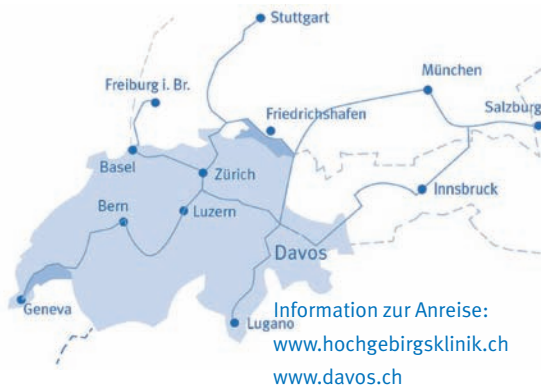 Stuttgart
München
Freiburg i. Br.
Friedrichshafen
Salzburg
Basel
Zürich
Innsbruck
Bern
Luzern
Davos
Geneva
Lugano
Information zur Anreise:
www.hochgebirgsklinik.ch
www.davos.ch